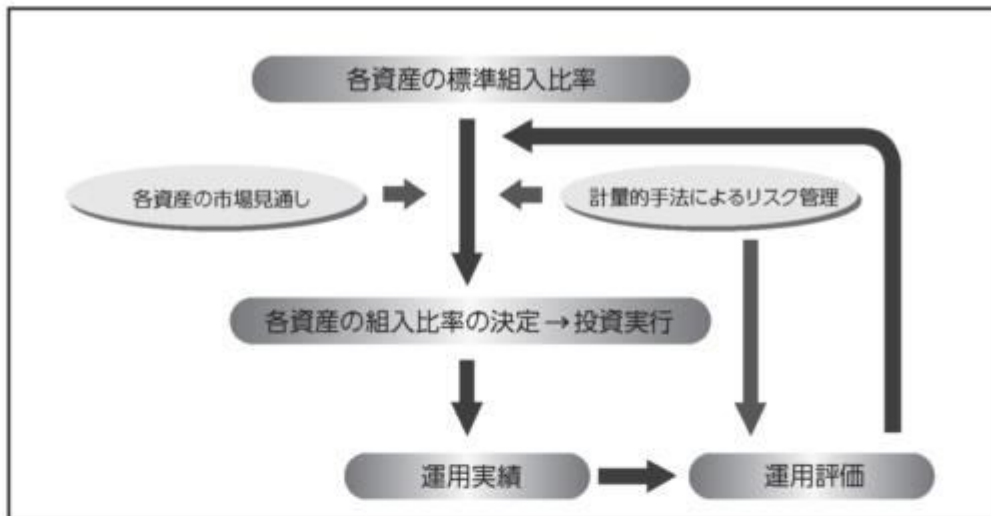 各資産の標準組入比率
各資産の市場見通し
計量的手法によるリスク管理
各資産の組入比率の決定→投資実行
運用実績
運用評価